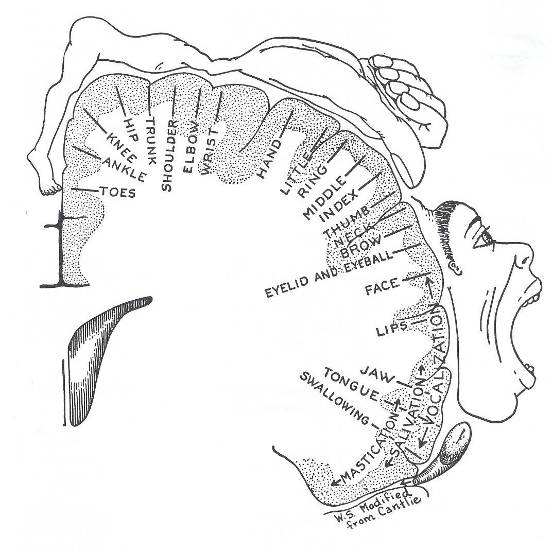 TOES
ANKLE
KNEE
HIP
TRUNK
SHOULDER
ELBOW
WRIST
HAND
LITTLE
RING
MIDDLE
INDEX
THUMB
NECK
BROW
EYELID AND EYEBALL
FACE
LIPS
JAW
TONGUE
SWALLOWING
MASTICATION
SALIVATION
VOCALIZATION
W.S. Modified
from Cantlie